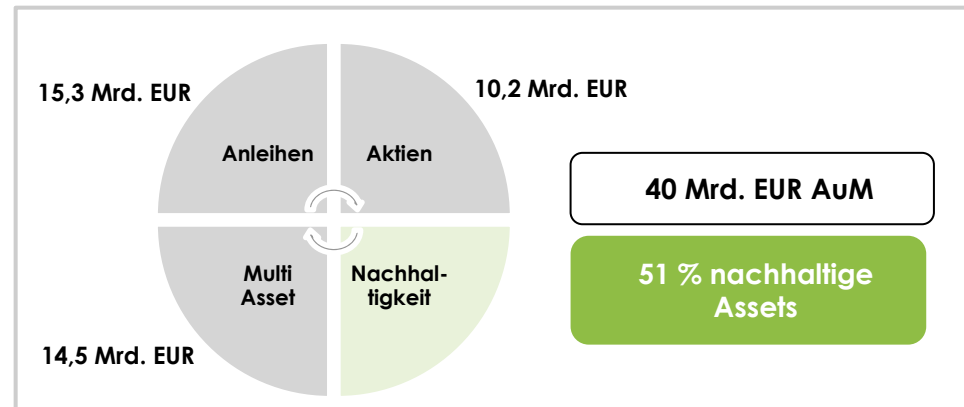 15,3 Mrd. EUR
10,2 Mrd. EUR
Anleihen
Aktien
Multi
Asset
Nachhal-
tigkeit
14,5 Mrd. EUR
40 Mrd. EUR AuM
51 % nachhaltige
Assets